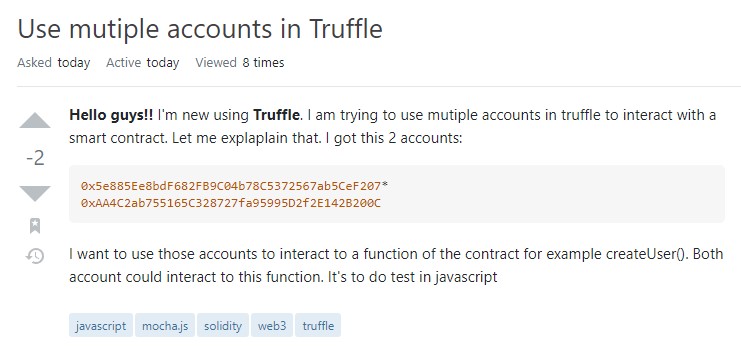 Use mutiple accounts in Truffle
Asked today Active today Viewed 8 times
Hello guys!! I'm new using Truffle. I am trying to use mutiple accounts in truffle to interact with a
smart contract. Let me explaplain that. I got this 2 accounts:
-2
0x5e885Ee8bdF682FB9C04b78C5372567ab5CeF207*
0xAA4C2ab755165C328727fa95995D2f2E142B200C
I want to use those accounts to interact to a function of the contract for example createUser(). Both
account could interact to this function. It's to do test in javascript
javascript mocha.js solidity web3 truffle